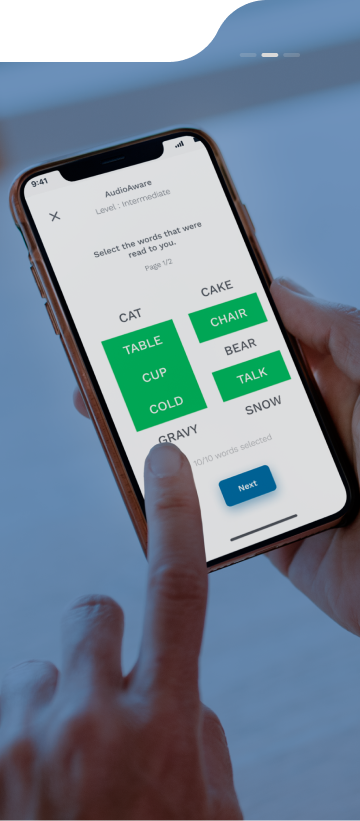 9:41
AudioAware
Level : Intermediate
Select the words that were
read to you.
Page 1/2
CAT
TABLE
CUP
COLD
GRAVY
CAKE
CHAIR
BEAR
TALK
SNOW
10/10 words selected
Next